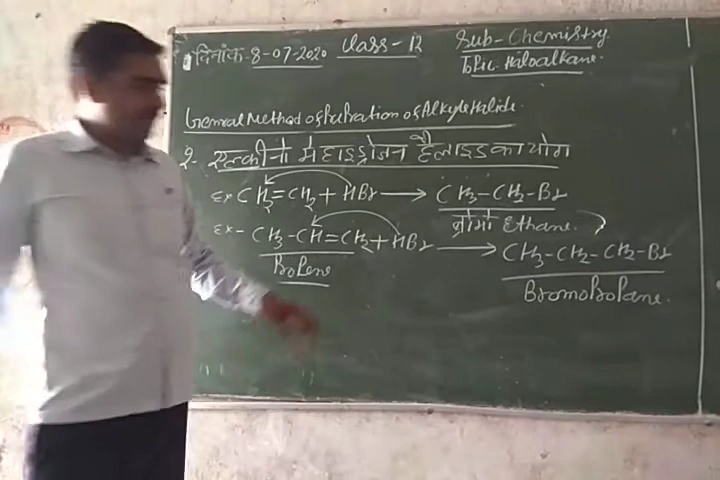 दिनांक-8-07-2020 Class-12 Sub-Chemistry
Topic. Haloalkane.
General Method of Prepration of Alkyle Halide.
2- एल्कीनो मे हाइड्रोजन हैलाइड का योग
Ex CH2=CH2+HBr → CH3-CH2-Br
ब्रोमो Ethane.
Ex- CH3-CH=CH2+HBr → CH3-CH2-CH2-Br
Propene
BromoPropane.